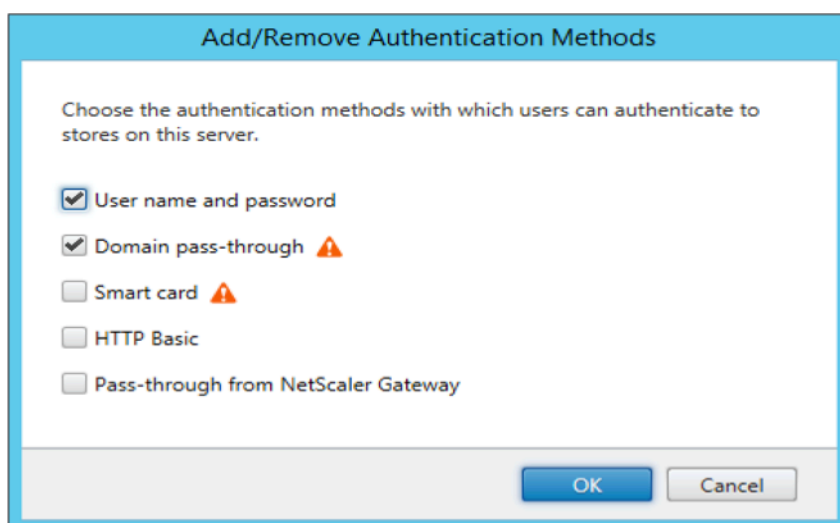 Add/Remove Authentication Methods
Choose the authentication methods with which users can authenticate to
stores on this server.
User name and password
Domain pass-through
Smart card
HTTP Basic
Pass-through from NetScaler Gateway
OK
Cancel